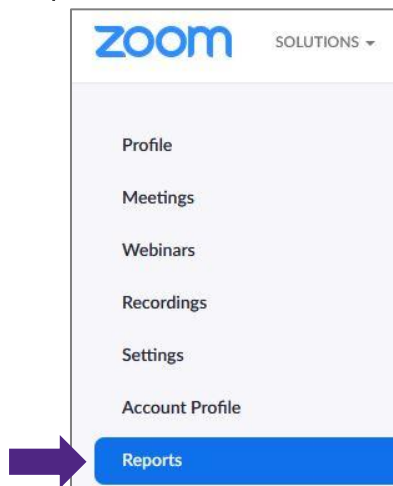 zoom SOLUTIONS
Profile
Meetings
Webinars
Recordings
Settings
Account Profile
Reports